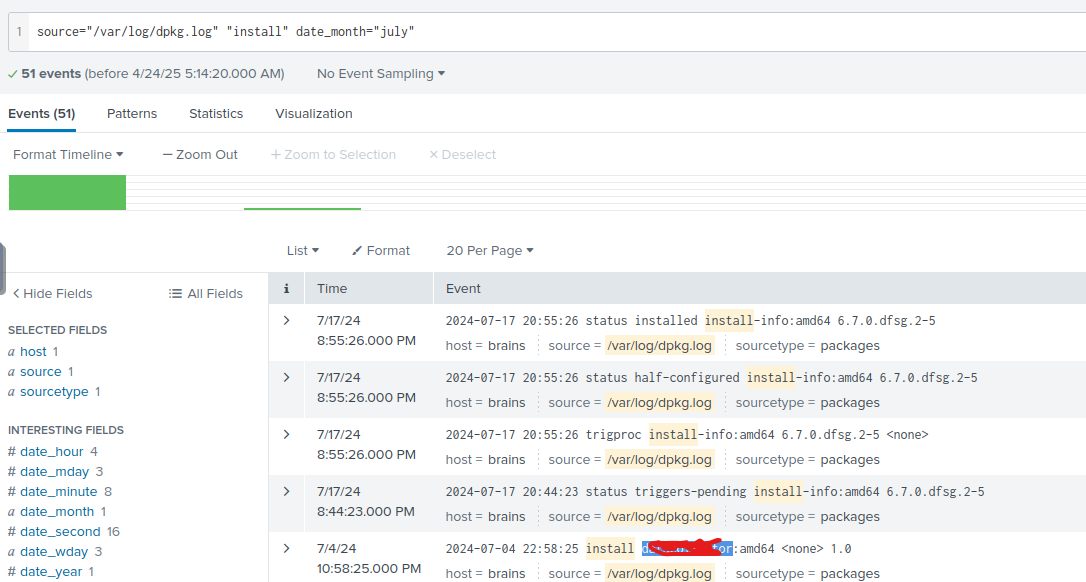 1 source="/var/log/dpkg.log" "install" date_month="july"
✓ 51 events (before 4/24/25 5:14:20.000 AM) No Event Sampling ▾
Events (51) Patterns Statistics Visualization
Format Timeline ▾ — Zoom Out + Zoom to Selection × Deselect
List ▾ Format 20 Per Page ▾
< Hide Fields All Fields
i Time Event
SELECTED FIELDS
a host 1
a source 1
a sourcetype 1
INTERESTING FIELDS
# date_hour 4
# date_mday 3
# date_minute 8
a date_month 1
# date_second 16
a date_wday 3
# date_year 1
> 7/17/24 2024-07-17 20:55:26 status installed install-info:amd64 6.7.0.dfsg.2-5
8:55:26.000 PM host = brains source = /var/log/dpkg.log sourcetype = packages
> 7/17/24 2024-07-17 20:55:26 status half-configured install-info:amd64 6.7.0.dfsg.2-5
8:55:26.000 PM host = brains source = /var/log/dpkg.log sourcetype = packages
> 7/17/24 2024-07-17 20:55:26 trigproc install-info:amd64 6.7.0.dfsg.2-5 <none>
8:55:26.000 PM host = brains source = /var/log/dpkg.log sourcetype = packages
> 7/17/24 2024-07-17 20:44:23 status triggers-pending install-info:amd64 6.7.0.dfsg.2-5
8:44:23.000 PM host = brains source = /var/log/dpkg.log sourcetype = packages
> 7/4/24 2024-07-04 22:58:25 install :amd64 <none> 1.0
10:58:25.000 PM host = brains source = /var/log/dpkg.log sourcetype = packages